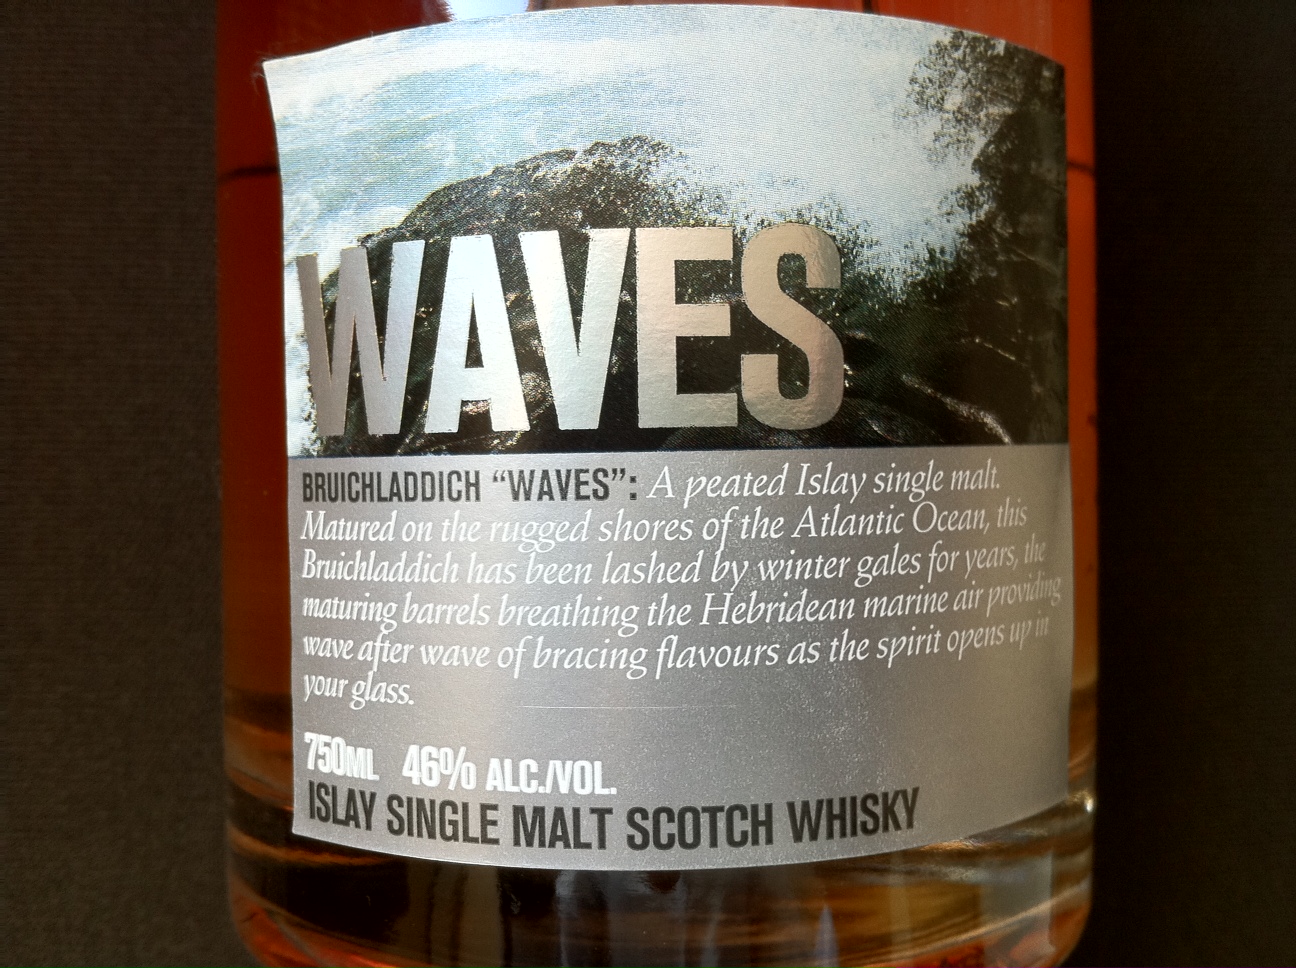 WAVES
BRUICHLADDICH “WAVES”: A peated Islay single malt.
Matured on the rugged shores of the Atlantic Ocean, this
Bruichladdich has been lashed by winter gales for years, the
maturing barrels breathing the Hebridean marine air providing
wave after wave of bracing flavours as the spirit opens up in
your glass.
750ML 46% ALC./VOL.
ISLAY SINGLE MALT SCOTCH WHISKY